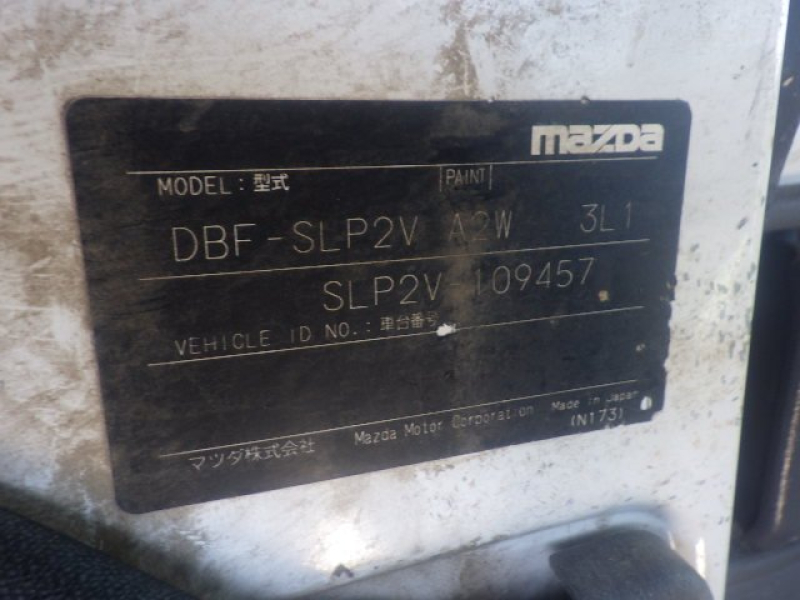 mazda
MODEL: 型式 PAINT
DBF-SLP2V A2W 3L1
SLP2V-109457
VEHICLE ID NO.: 車台番号
マツダ株式会社 Mazda Motor Corporation Made in Japan
(N173)